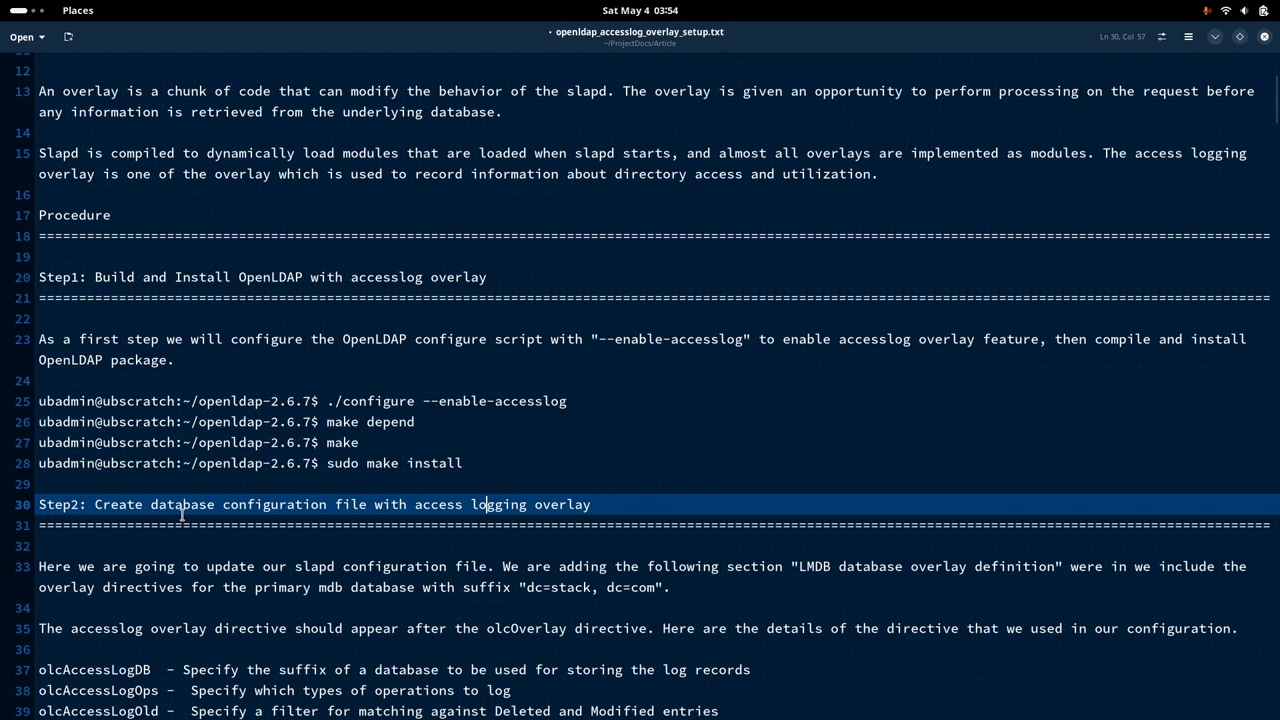 Places
Sat May 4 03:54
Open
• openldap_accesslog_overlay_setup.txt
~/ProjectDocs/Article
Ln 30, Col 57
12
13 An overlay is a chunk of code that can modify the behavior of the slapd. The overlay is given an opportunity to perform processing on the request before
any information is retrieved from the underlying database.
14
15 Slapd is compiled to dynamically load modules that are loaded when slapd starts, and almost all overlays are implemented as modules. The access logging
overlay is one of the overlay which is used to record information about directory access and utilization.
16
17 Procedure
18 ==========================================================================================================================================================
19
20 Step1: Build and Install OpenLDAP with accesslog overlay
21 ==========================================================================================================================================================
22
23 As a first step we will configure the OpenLDAP configure script with "--enable-accesslog" to enable accesslog overlay feature, then compile and install
OpenLDAP package.
24
25 ubadmin@ubscratch:~/openldap-2.6.7$ ./configure --enable-accesslog
26 ubadmin@ubscratch:~/openldap-2.6.7$ make depend
27 ubadmin@ubscratch:~/openldap-2.6.7$ make
28 ubadmin@ubscratch:~/openldap-2.6.7$ sudo make install
29
30 Step2: Create database configuration file with access logging overlay
31 ==========================================================================================================================================================
32
33 Here we are going to update our slapd configuration file. We are adding the following section "LMDB database overlay definition" were in we include the
overlay directives for the primary mdb database with suffix "dc=stack, dc=com".
34
35 The accesslog overlay directive should appear after the olcOverlay directive. Here are the details of the directive that we used in our configuration.
36
37 olcAccessLogDB  - Specify the suffix of a database to be used for storing the log records
38 olcAccessLogOps -  Specify which types of operations to log
39 olcAccessLogOld - Specify a filter for matching against Deleted and Modified entries